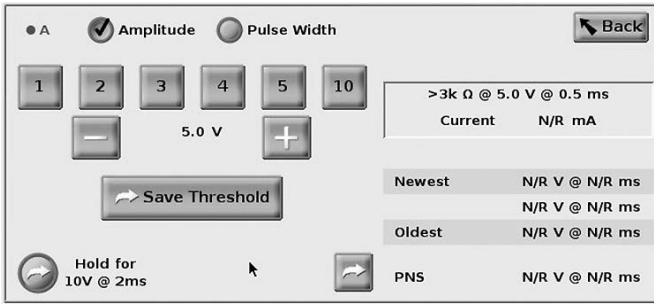 A Amplitude Pulse Width Back
1 2 3 4 5 10
>3k Ω @ 5.0 V @ 0.5 ms
Current N/R mA
− 5.0 V +
Save Threshold
Newest N/R V @ N/R ms
N/R V @ N/R ms
Oldest N/R V @ N/R ms
Hold for
10V @ 2ms
PNS N/R V @ N/R ms